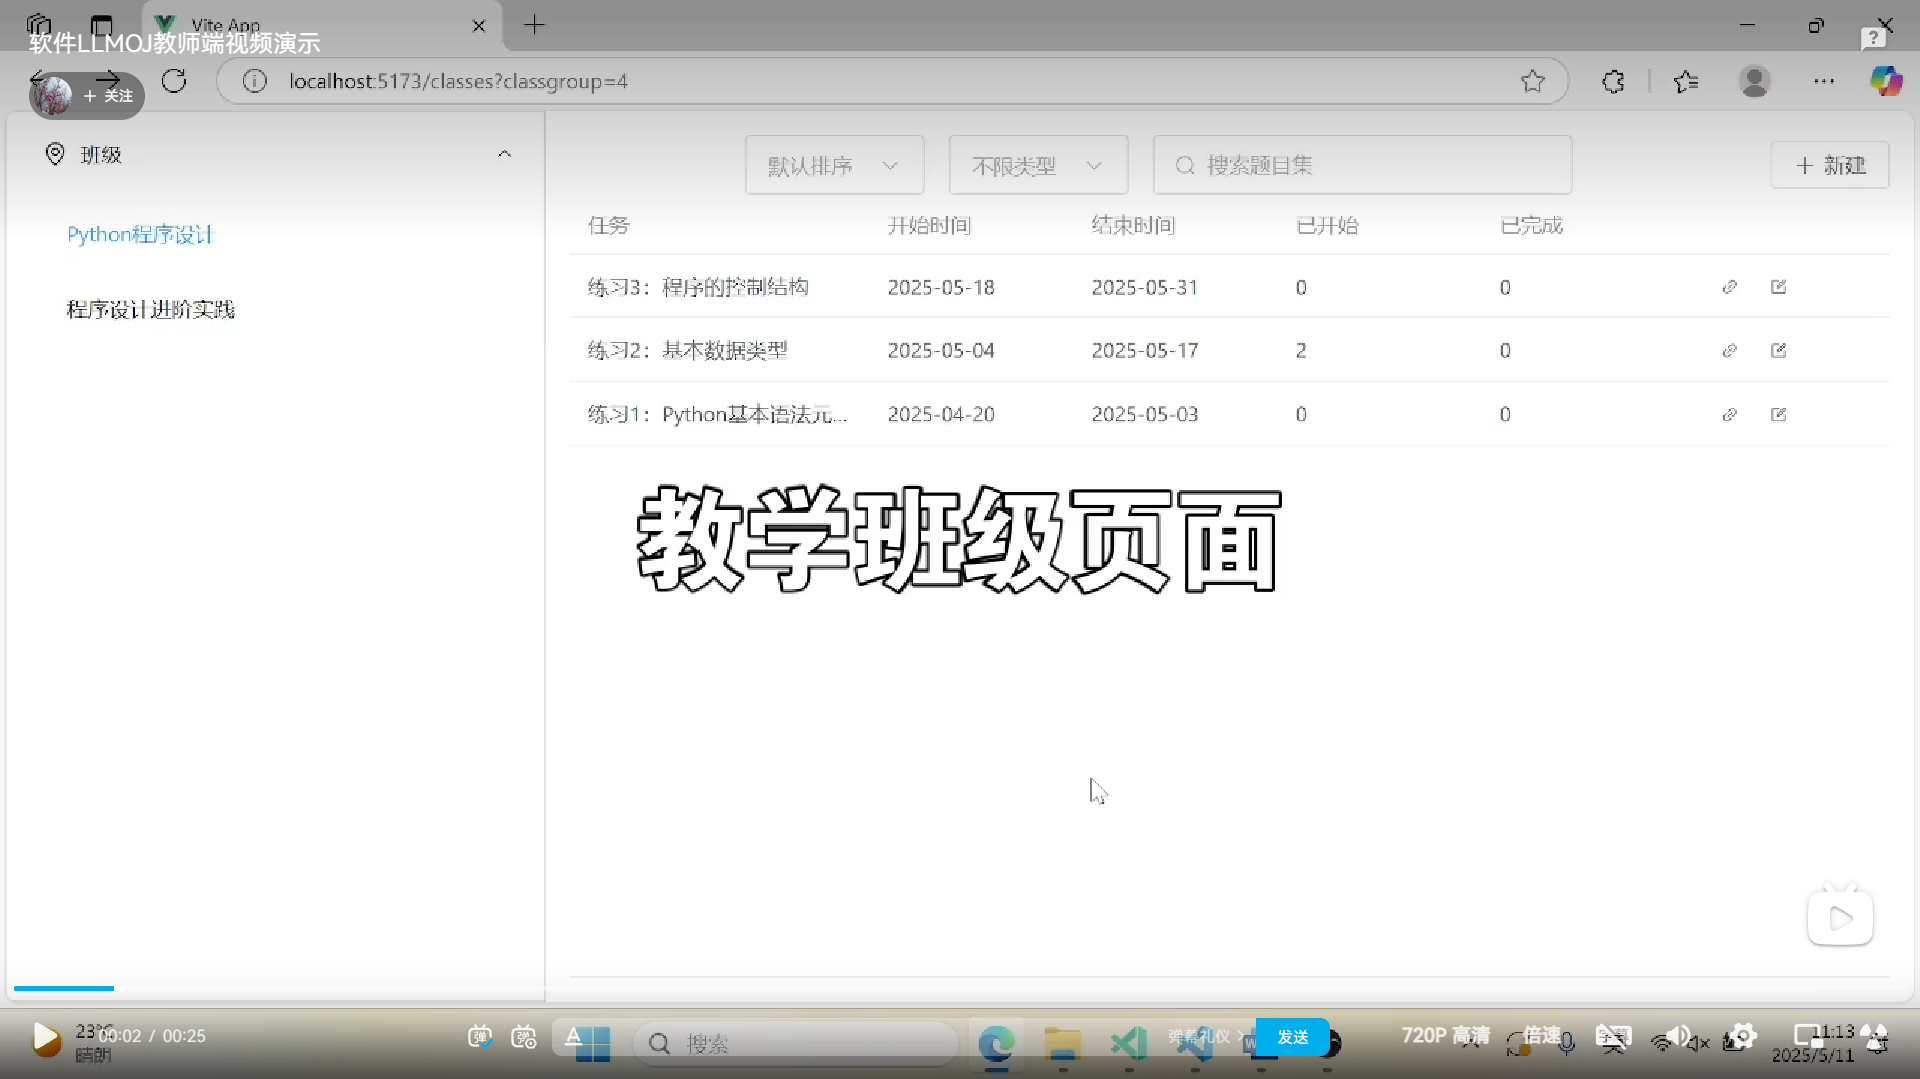 Vite App
软件LLMOJ教师端视频演示
localhost:5173/classes?classgroup=4
+ 关注
班级
Python程序设计
程序设计进阶实践
默认排序
不限类型
搜索题目集
+ 新建
任务 开始时间 结束时间 已开始 已完成
练习3：程序的控制结构 2025-05-18 2025-05-31 0 0
练习2：基本数据类型 2025-05-04 2025-05-17 2 0
练习1：Python基本语法元... 2025-04-20 2025-05-03 0 0
教学班级页面
23°C
晴朗
00:02 / 00:25
搜索
弹幕礼仪
发送
720P 高清
倍速
11:13
2025/5/11